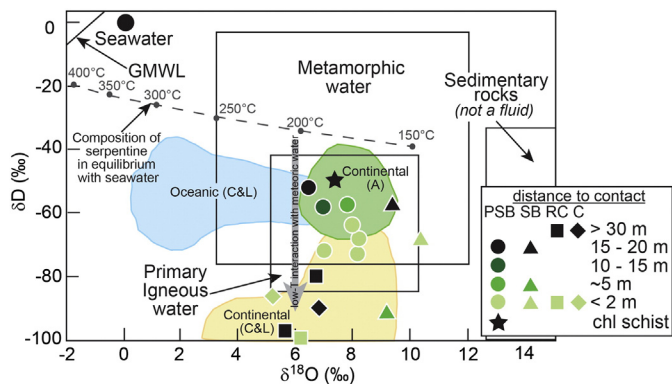 0
Seawater
GMWL
400°C
350°C
300°C
250°C
200°C
150°C
Metamorphic
water
Sedimentary
rocks
(not a fluid)
-20
Composition of
serpentine
in equilibrium
with seawater
-40
δD (‰)
Oceanic (C&L)
Continental
(A)
low-T interaction with meteoric water
-60
-80
Primary
Igneous
water
Continental
(C&L)
-100
-2
0
2
4
6
8
10
12
14
δ18O (‰)
distance to contact
PSB SB RC C
> 30 m
15 - 20 m
10 - 15 m
~5 m
< 2 m
chl schist